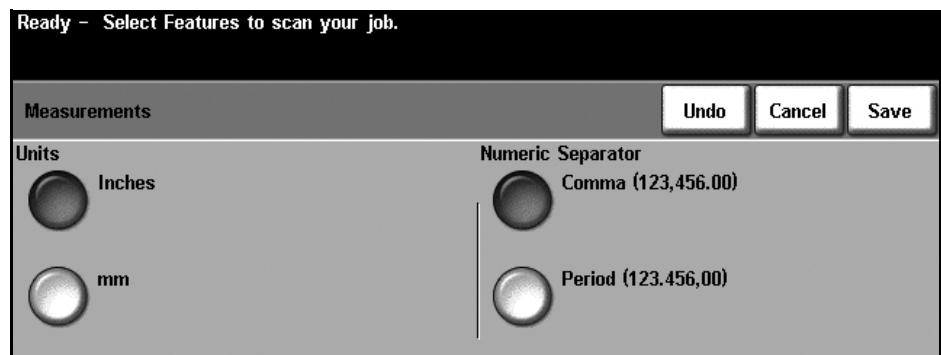 Ready - Select Features to scan your job.
Measurements
Undo
Cancel
Save
Units
Inches
mm
Numeric Separator
Comma (123,456.00)
Period (123.456,00)